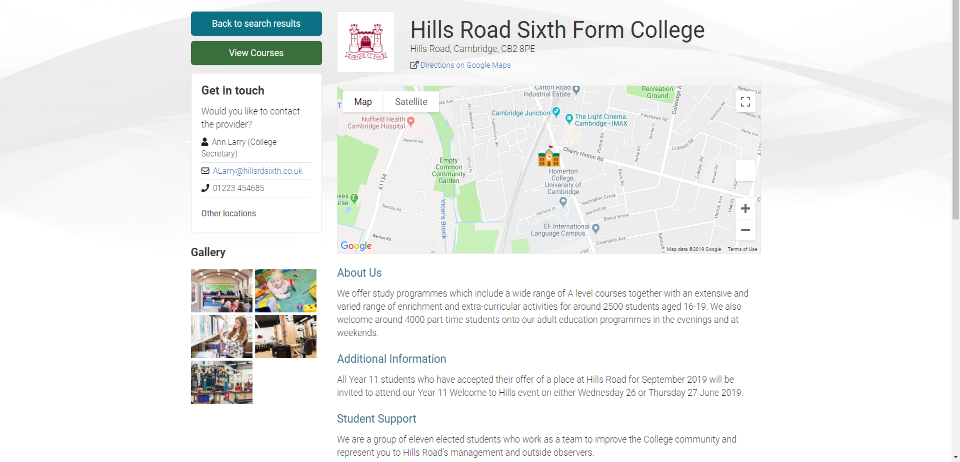 Back to search results
View Courses
Get in touch
Would you like to contact
the provider?
Ann Larry (College
Secretary)
ALarry@hillsrdsixth.co.uk
01223 454685
Other locations
Gallery
Hills Road Sixth Form College
Hills Road, Cambridge, CB2 8PE
Directions on Google Maps
Map
Satellite
Clifton Road
Industrial Estate
Recreation
Ground
Cambridge Junction
The Light Cinema
Cambridge - IMAX
Nuffield Health
Cambridge Hospital
Cherry Hinton Rd
Empty
Common
Community
Garden
Homerton
College,
University of
Cambridge
A1134
Vicar's Brook
EF International
Language Campus
Google
Map data ©2019 Google
Terms of Use
About Us
We offer study programmes which include a wide range of A level courses together with an extensive and
varied range of enrichment and extra-curricular activities for around 2500 students aged 16-19. We also
welcome around 4000 part-time students onto our adult education programmes in the evenings and at
weekends.
Additional Information
All Year 11 students who have accepted their offer of a place at Hills Road for September 2019 will be
invited to attend our Year 11 Welcome to Hills event on either Wednesday 26 or Thursday 27 June 2019.
Student Support
We are a group of eleven elected students who work as a team to improve the College community and
represent you to Hills Road's management and outside observers.